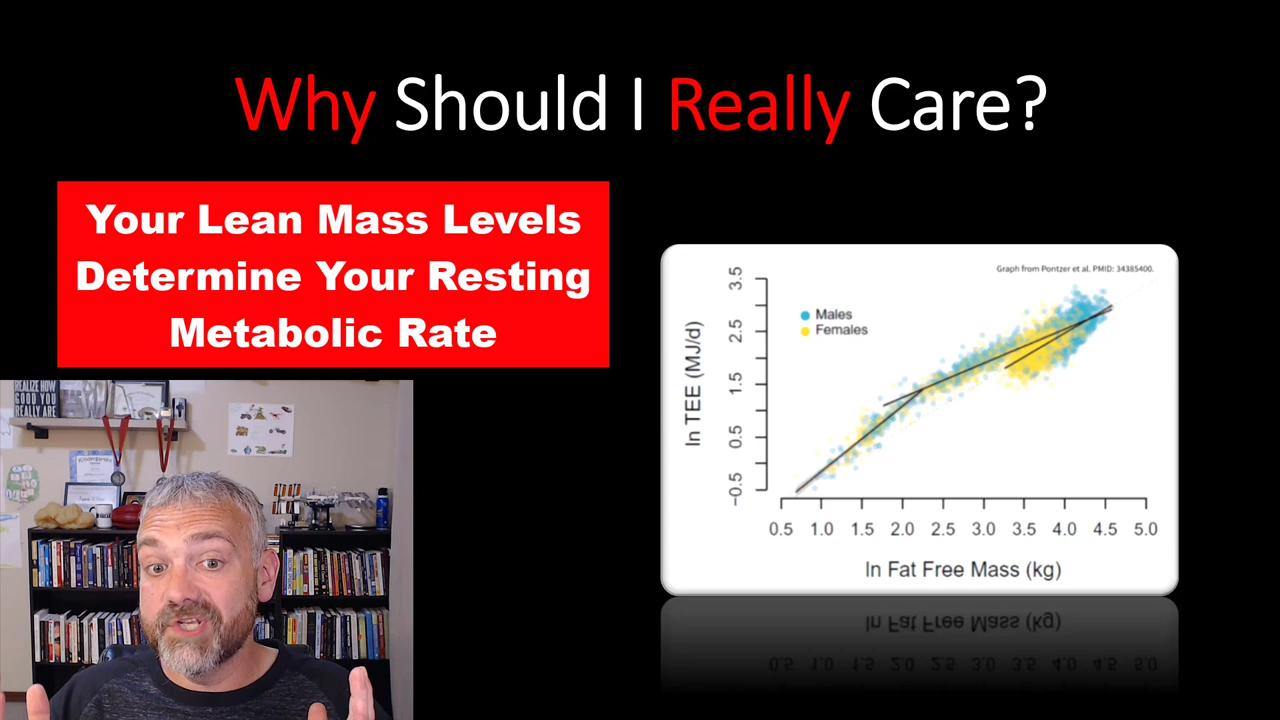 Why Should I Really Care?
Your Lean Mass Levels
Determine Your Resting
Metabolic Rate
Graph from Pontzer et al. PMID: 34385400.
Males
Females
ln TEE (MJ/d)
3.5
2.5
1.5
0.5
−0.5
0.5 1.0 1.5 2.0 2.5 3.0 3.5 4.0 4.5 5.0
ln Fat Free Mass (kg)
REALIZE HOW
GOOD YOU
REALLY ARE